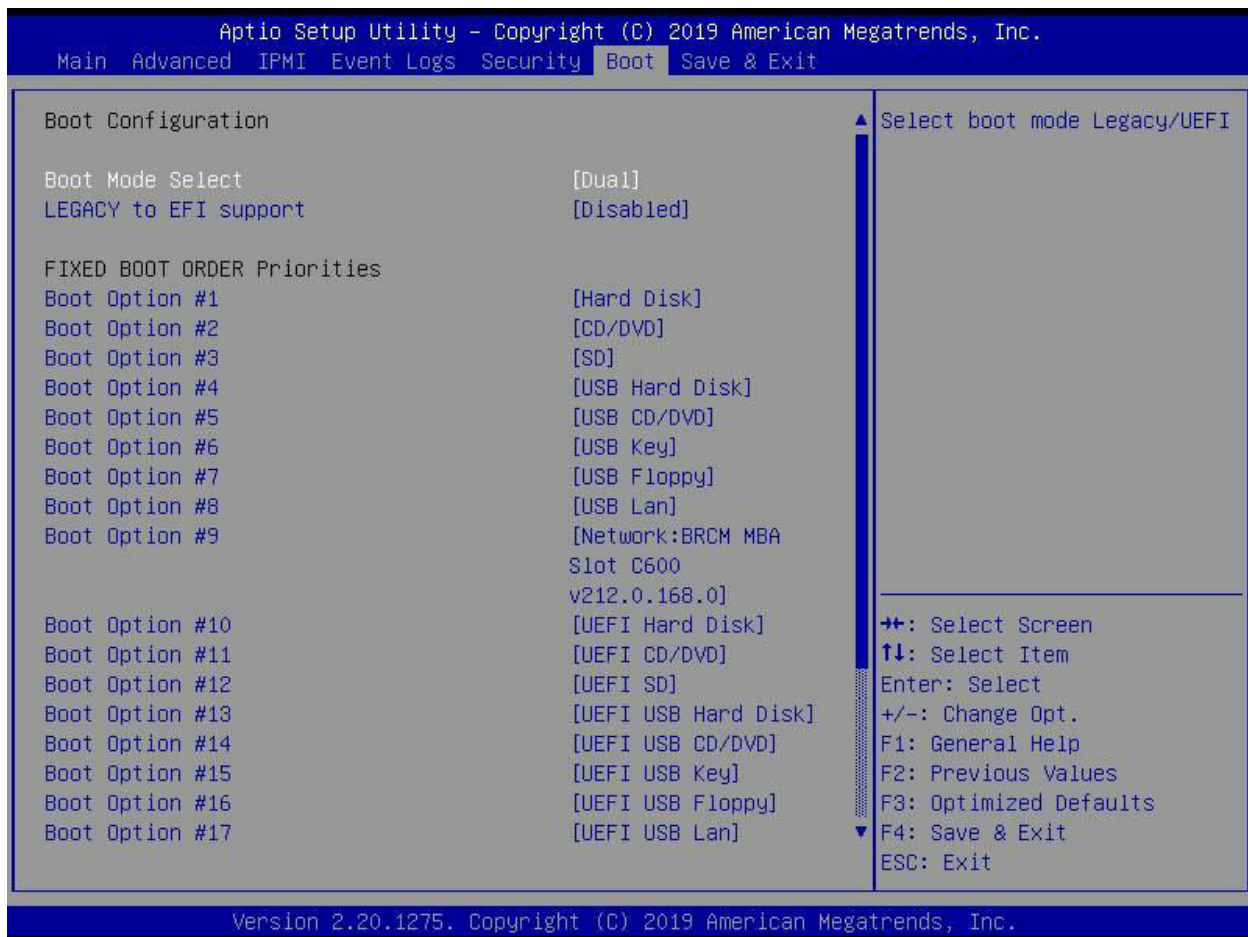 Aptio Setup Utility – Copyright (C) 2019 American Megatrends, Inc.
Main Advanced IPMI Event Logs Security Boot Save & Exit
Boot Configuration
Select boot mode Legacy/UEFI
Boot Mode Select [Dual]
LEGACY to EFI support [Disabled]
FIXED BOOT ORDER Priorities
Boot Option #1 [Hard Disk]
Boot Option #2 [CD/DVD]
Boot Option #3 [SD]
Boot Option #4 [USB Hard Disk]
Boot Option #5 [USB CD/DVD]
Boot Option #6 [USB Key]
Boot Option #7 [USB Floppy]
Boot Option #8 [USB Lan]
Boot Option #9 [Network:BRCM MBA
Slot C600
v212.0.168.0]
Boot Option #10 [UEFI Hard Disk]
Boot Option #11 [UEFI CD/DVD]
Boot Option #12 [UEFI SD]
Boot Option #13 [UEFI USB Hard Disk]
Boot Option #14 [UEFI USB CD/DVD]
Boot Option #15 [UEFI USB Key]
Boot Option #16 [UEFI USB Floppy]
Boot Option #17 [UEFI USB Lan]
→←: Select Screen
↑↓: Select Item
Enter: Select
+/-: Change Opt.
F1: General Help
F2: Previous Values
F3: Optimized Defaults
F4: Save & Exit
ESC: Exit
Version 2.20.1275. Copyright (C) 2019 American Megatrends, Inc.